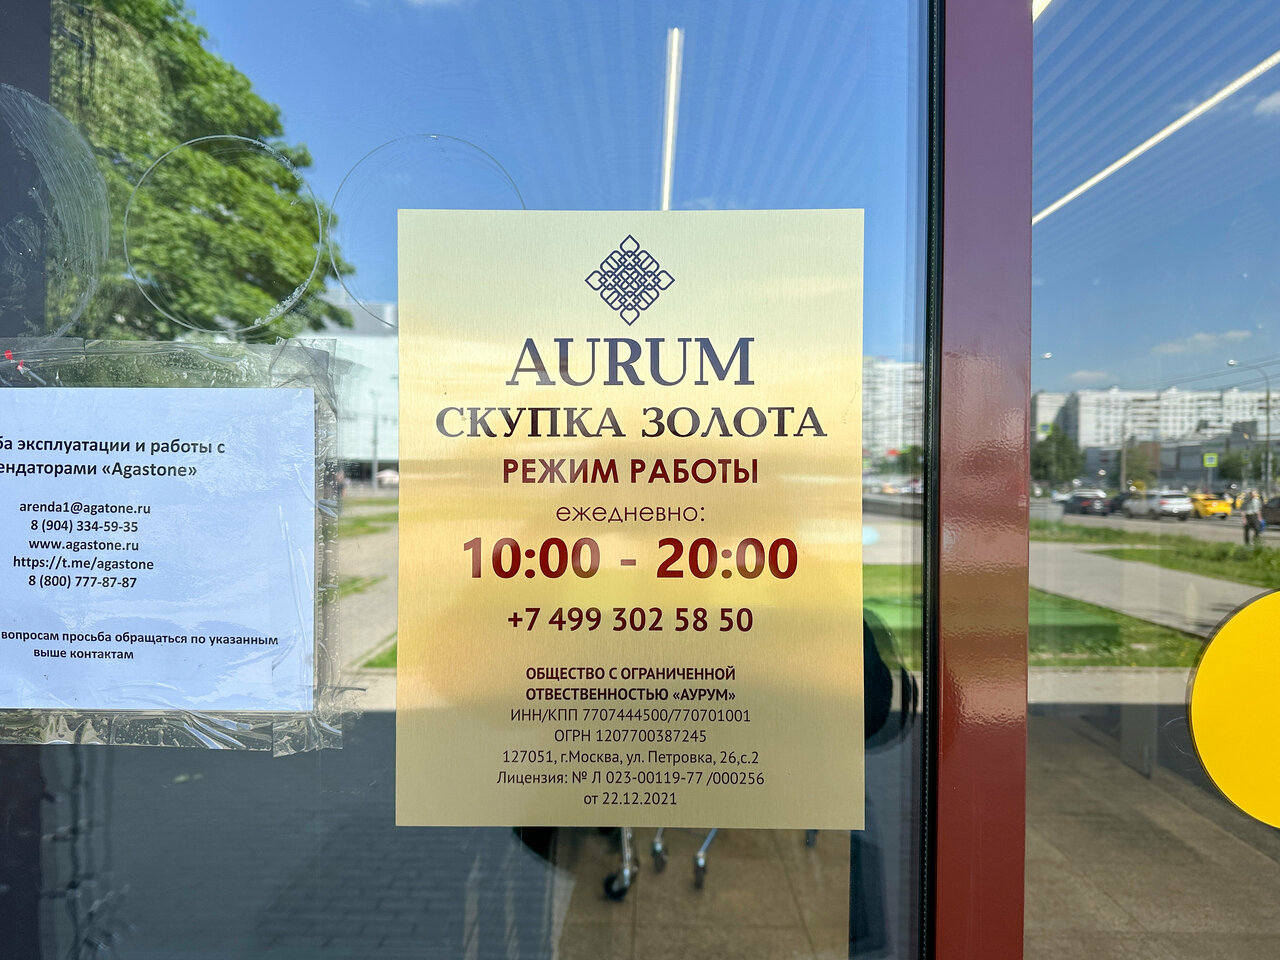 AURUM
СКУПКА ЗОЛОТА
РЕЖИМ РАБОТЫ
ежедневно:
10:00 - 20:00
+7 499 302 58 50
ОБЩЕСТВО С ОГРАНИЧЕННОЙ
ОТВЕСТВЕННОСТЬЮ «АУРУМ»
ИНН/КПП 7707444500/770701001
ОГРН 1207700387245
127051, г.Москва, ул. Петровка, 26,с.2
Лицензия: № Л 023-00119-77 /000256
от 22.12.2021
эксплуатации и работы с
«Agastone»
arenda1@agatone.ru
8 (904) 334-59-35
www.agastone.ru
https://t.me/agastone
8 (800) 777-87-87
вопросам просьба обращаться по указанным
выше контактам